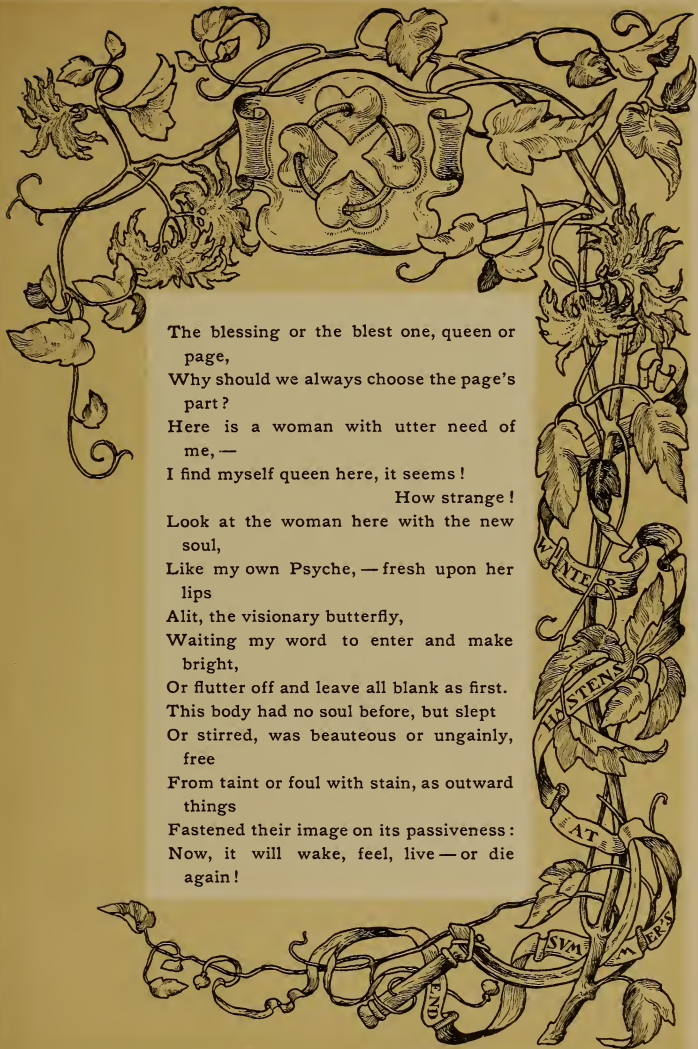 The blessing or the blest one, queen or
page,
Why should we always choose the page's
part ?
Here is a woman with utter need of
me, —
I find myself queen here, it seems !
How strange !
Look at the woman here with the new
soul,
Like my own Psyche, — fresh upon her
lips
Alit, the visionary butterfly,
Waiting my word to enter and make
bright,
Or flutter off and leave all blank as first.
This body had no soul before, but slept
Or stirred, was beauteous or ungainly,
free
From taint or foul with stain, as outward
things
Fastened their image on its passiveness :
Now, it will wake, feel, live — or die
again !
WINTER
HASTENS
AT
SVMMER'S
END